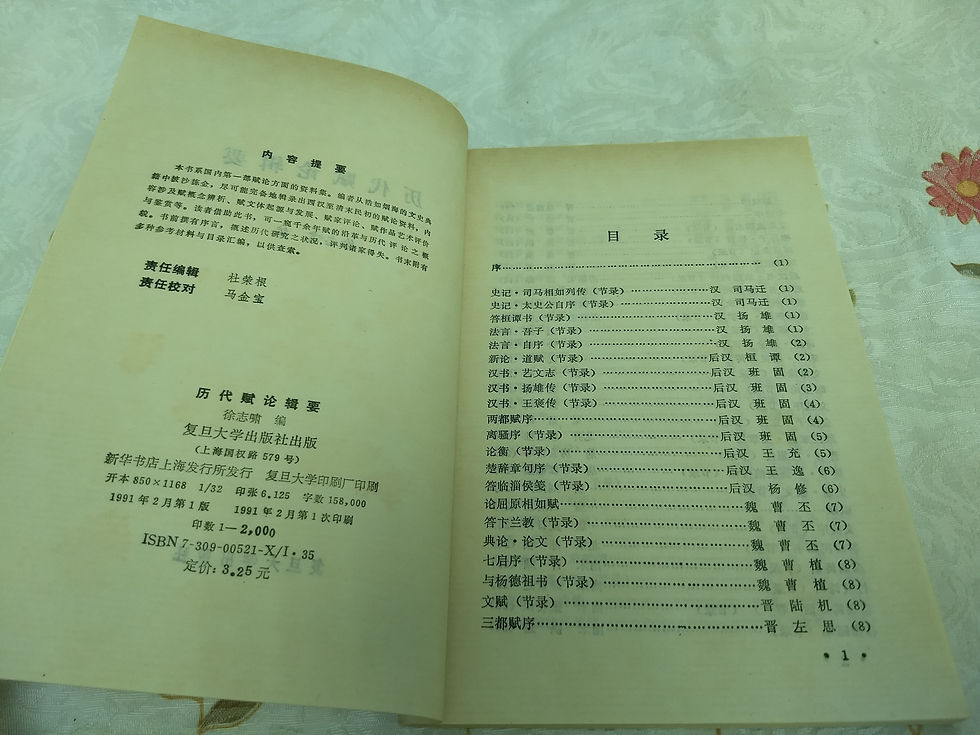 内容提要
本书系国内第一部赋论方面的资料集。编者从浩如烟海的文史典
籍中披沙拣金，尽可能完备地辑录出西汉至清末民初的赋论资料，内
容涉及赋概念辨析、赋文体起源与发展、赋家评论、赋作品艺术评价
与鉴赏等。读者借助此书，可一窥千余年赋的沿革与历代评论之概
貌。书前撰有序言，概述历代研究之状况，评判诸家得失。书末附有
多种参考材料与目录汇编，以供查索。
责任编辑 杜荣根
责任校对 马金宝
历代赋论辑要
徐志啸 编
复旦大学出版社出版
（上海国权路 579 号）
新华书店上海发行所发行 复旦大学印刷厂印刷
开本 850×1168 1/32 印张 6.125 字数 158,000
1991 年 2 月第 1 版 1991 年 2 月第 1 次印刷
印数 1—2,000
ISBN 7-309-00521-X/I·35
定价：3.25 元
目 录
序……(1)
史记·司马相如列传（节录）……汉 司马迁 (1)
史记·太史公自序（节录）……汉 司马迁 (1)
答桓谭书（节录）……汉 扬雄 (1)
法言·吾子（节录）……汉 扬雄 (1)
法言·自序（节录）……汉 扬雄 (2)
新论·道赋（节录）……后汉 桓谭 (2)
汉书·艺文志（节录）……后汉 班固 (2)
汉书·扬雄传（节录）……后汉 班固 (3)
汉书·王褒传（节录）……后汉 班固 (4)
两都赋序……后汉 班固 (4)
离骚序（节录）……后汉 班固 (5)
论衡（节录）……后汉 王充 (5)
楚辞章句序（节录）……后汉 王逸 (6)
答临淄侯笺（节录）……后汉 杨修 (6)
论屈原相如赋……魏 曹丕 (7)
答卞兰教（节录）……魏 曹丕 (7)
典论·论文（节录）……魏 曹丕 (7)
七启序（节录）……魏 曹植 (8)
与杨德祖书（节录）……魏 曹植 (8)
文赋（节录）……晋 陆机 (8)
三都赋序……晋 左思 (8)
· 1 ·